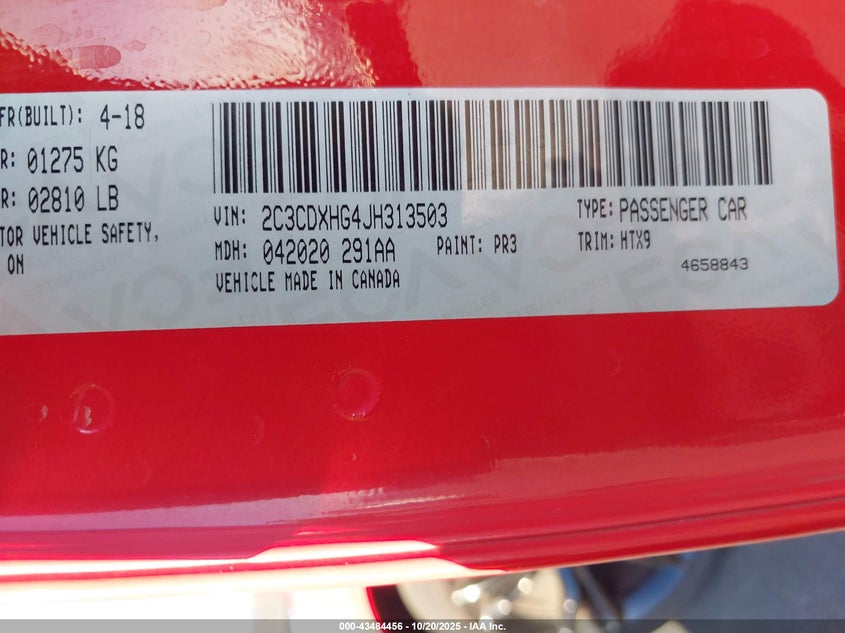 FR(BUILT): 4-18
R: 01275 KG
R: 02810 LB
TOR VEHICLE SAFETY,
ON
VIN: 2C3CDXHG4JH313503 TYPE: PASSENGER CAR
MDH: 042020 291AA PAINT: PR3 TRIM: HTX9
VEHICLE MADE IN CANADA 4658843
000-43484456 - 10/20/2025 - IAA Inc.